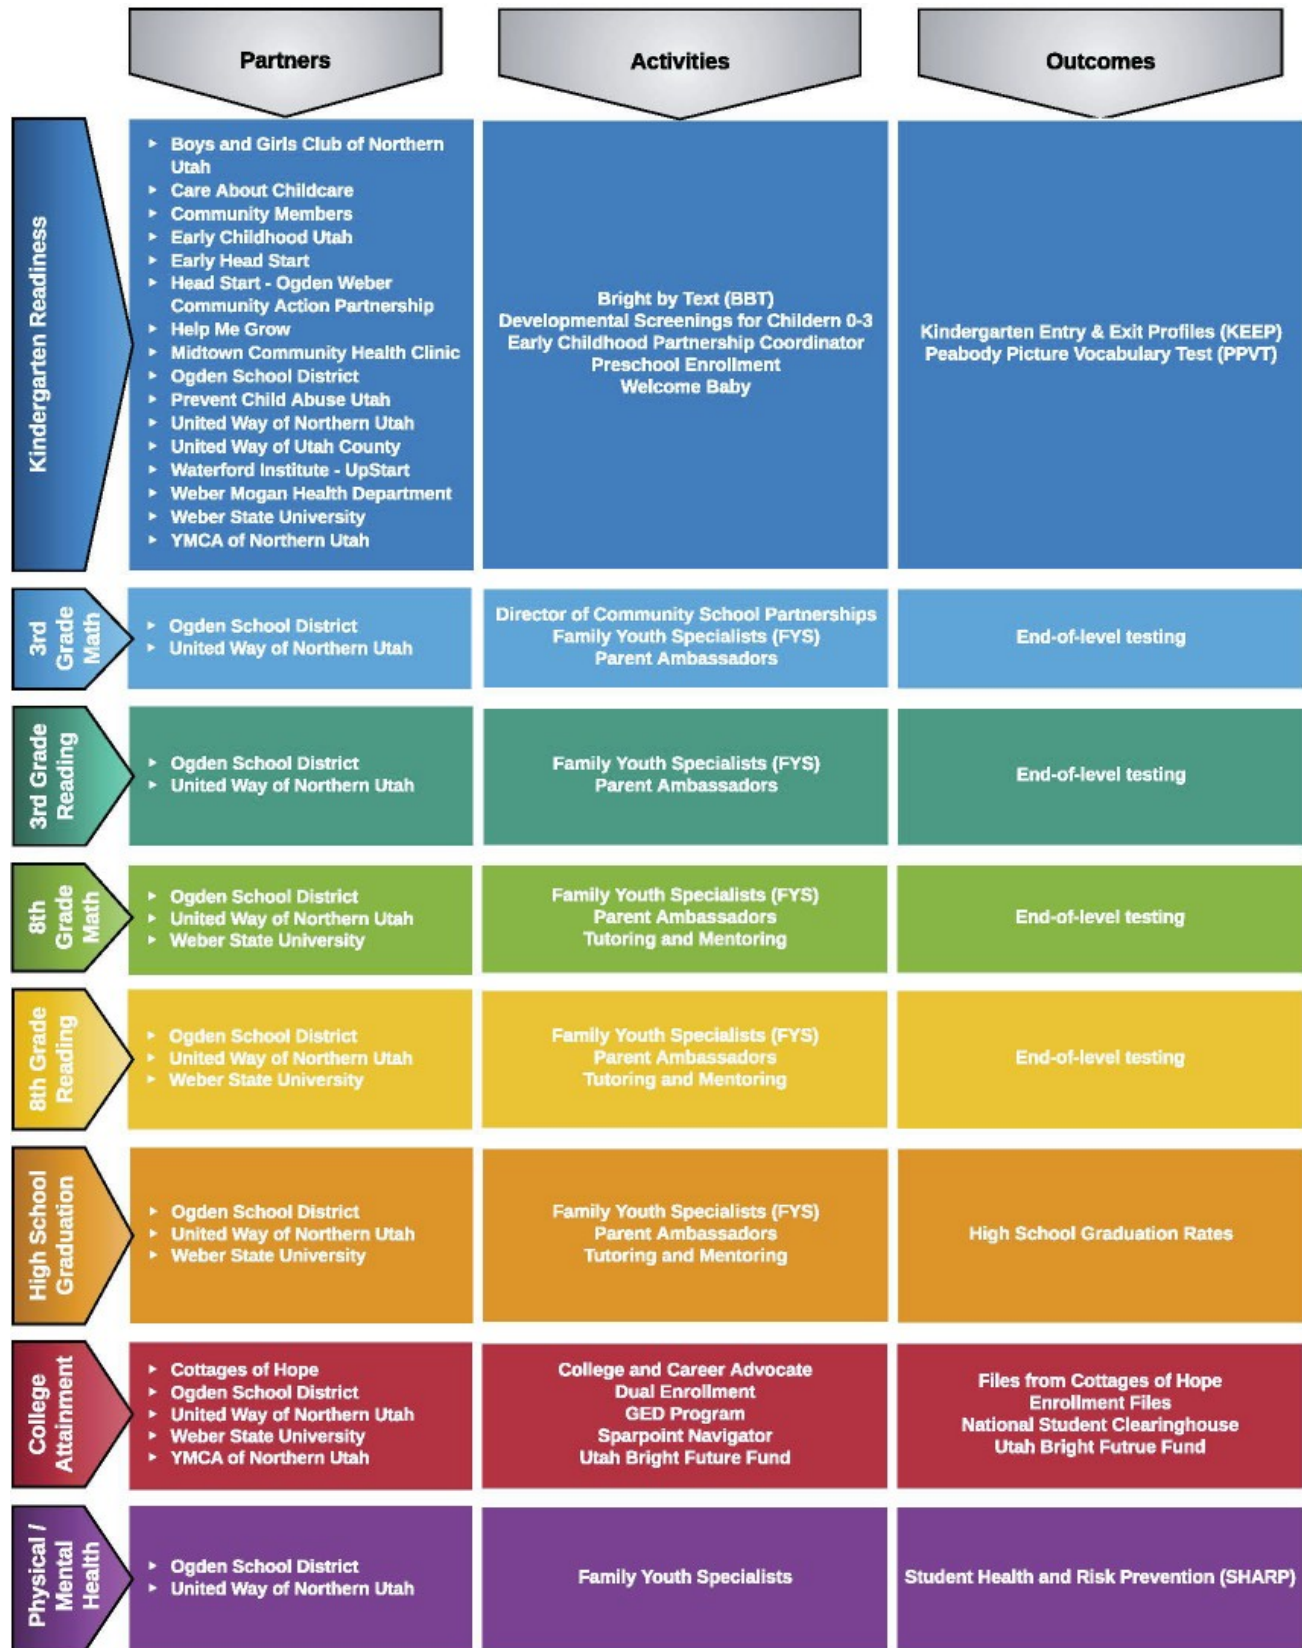 Partners
Activities
Outcomes
Kindergarten Readiness
Boys and Girls Club of Northern
Utah
Care About Childcare
Community Members
Early Childhood Utah
Early Head Start
Head Start - Ogden Weber
Community Action Partnership
Help Me Grow
Midtown Community Health Clinic
Ogden School District
Prevent Child Abuse Utah
United Way of Northern Utah
United Way of Utah County
Waterford Institute - UpStart
Weber Mogan Health Department
Weber State University
YMCA of Northern Utah
Bright by Text (BBT)
Developmental Screenings for Childern 0-3
Early Childhood Partnership Coordinator
Preschool Enrollment
Welcome Baby
Kindergarten Entry & Exit Profiles (KEEP)
Peabody Picture Vocabulary Test (PPVT)
3rd
Grade
Math
Ogden School District
United Way of Northern Utah
Director of Community School Partnerships
Family Youth Specialists (FYS)
Parent Ambassadors
End-of-level testing
3rd Grade
Reading
Ogden School District
United Way of Northern Utah
Family Youth Specialists (FYS)
Parent Ambassadors
End-of-level testing
8th
Grade
Math
Ogden School District
United Way of Northern Utah
Weber State University
Family Youth Specialists (FYS)
Parent Ambassadors
Tutoring and Mentoring
End-of-level testing
8th Grade
Reading
Ogden School District
United Way of Northern Utah
Weber State University
Family Youth Specialists (FYS)
Parent Ambassadors
Tutoring and Mentoring
End-of-level testing
High School
Graduation
Ogden School District
United Way of Northern Utah
Weber State University
Family Youth Specialists (FYS)
Parent Ambassadors
Tutoring and Mentoring
High School Graduation Rates
College
Attainment
Cottages of Hope
Ogden School District
United Way of Northern Utah
Weber State University
YMCA of Northern Utah
College and Career Advocate
Dual Enrollment
GED Program
Sparpoint Navigator
Utah Bright Future Fund
Files from Cottages of Hope
Enrollment Files
National Student Clearinghouse
Utah Bright Futrue Fund
Physical /
Mental
Health
Ogden School District
United Way of Northern Utah
Family Youth Specialists
Student Health and Risk Prevention (SHARP)